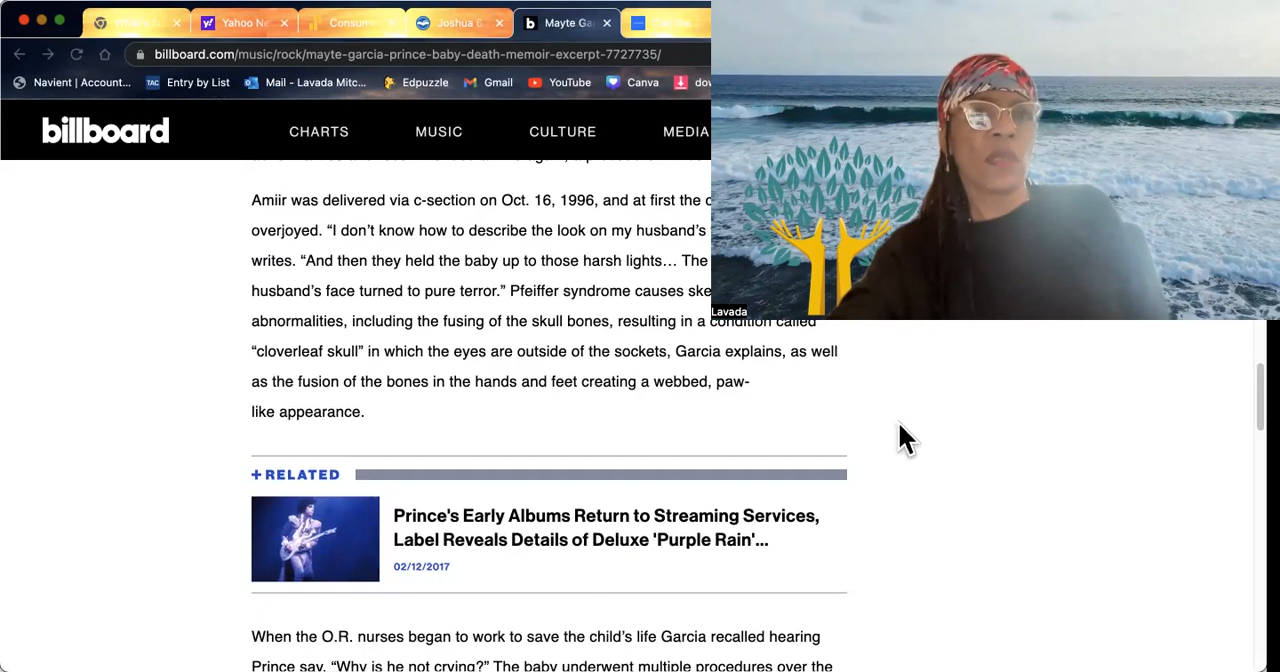 Yahoo Ne
Consum
Joshua
Mayte Ga
billboard.com/music/rock/mayte-garcia-prince-baby-death-memoir-excerpt-7727735/
Navient | Account... TAC Entry by List Mail - Lavada Mitc... Edpuzzle Gmail YouTube Canva dov
billboard CHARTS MUSIC CULTURE MEDIA
Amiir was delivered via c-section on Oct. 16, 1996, and at first the c
overjoyed. “I don’t know how to describe the look on my husband’s
writes. “And then they held the baby up to those harsh lights… The
husband’s face turned to pure terror.” Pfeiffer syndrome causes ske
abnormalities, including the fusing of the skull bones, resulting in a condition called
“cloverleaf skull” in which the eyes are outside of the sockets, Garcia explains, as well
as the fusion of the bones in the hands and feet creating a webbed, paw-
like appearance.
+ RELATED
Prince's Early Albums Return to Streaming Services,
Label Reveals Details of Deluxe 'Purple Rain'...
02/12/2017
When the O.R. nurses began to work to save the child’s life Garcia recalled hearing
Prince say, “Why is he not crying?” The baby underwent multiple procedures over the
Lavada